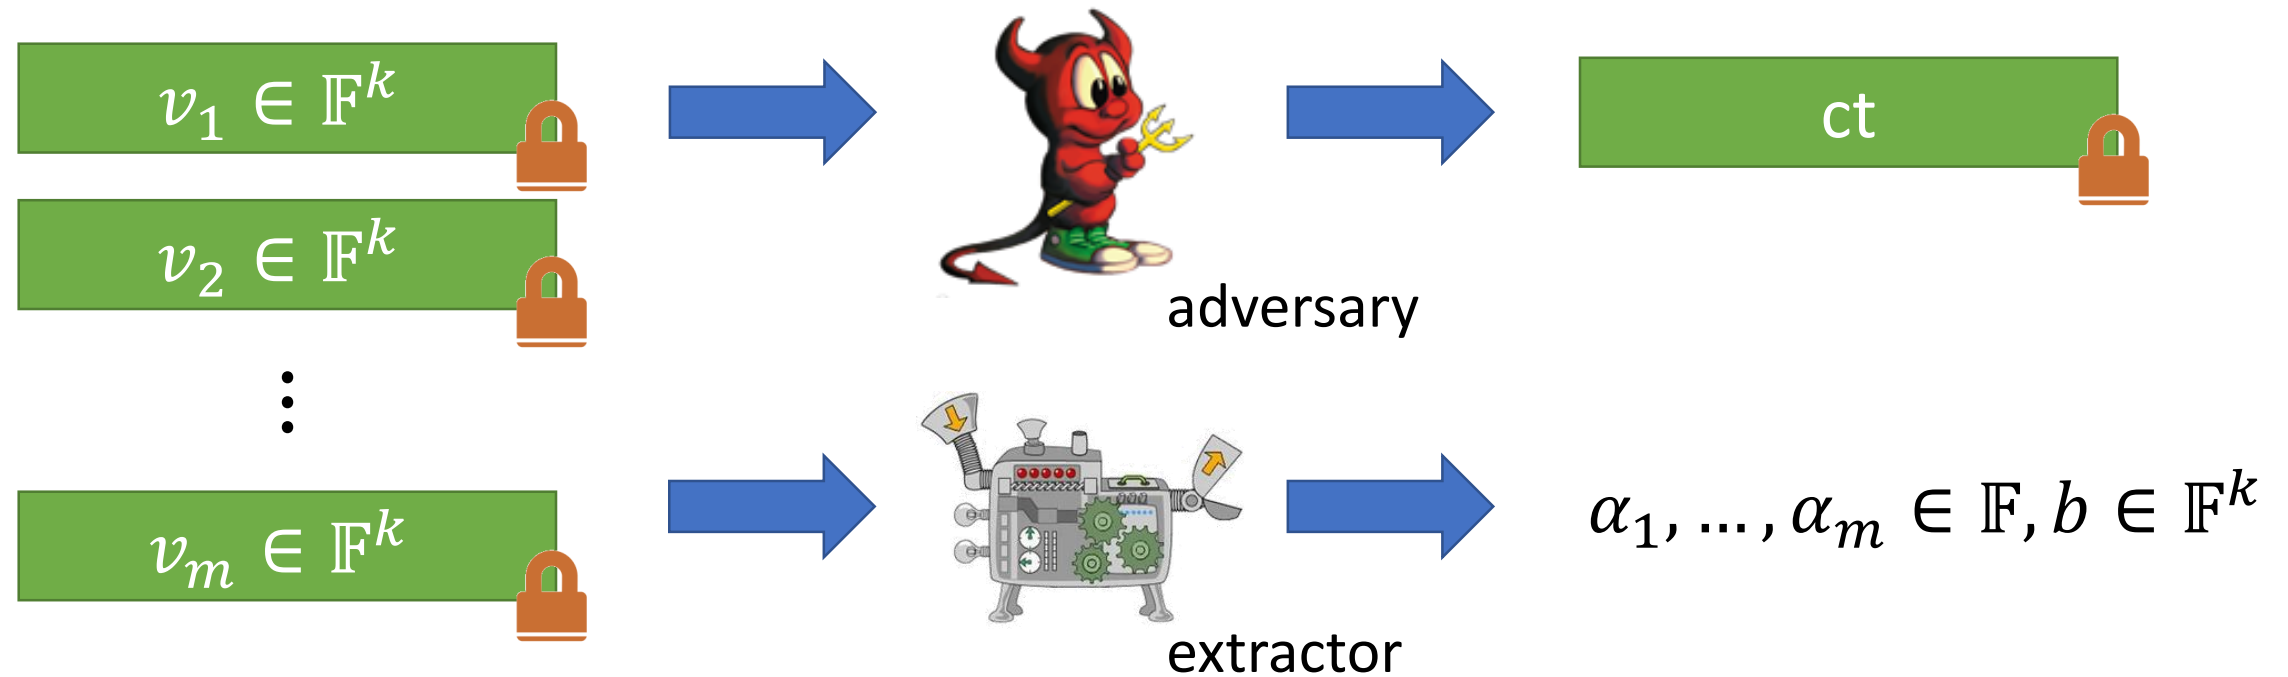 v₁ ∈ 𝔽ᵏ
v₂ ∈ 𝔽ᵏ
⋮
vₘ ∈ 𝔽ᵏ
adversary
ct
extractor
α₁, … , αₘ ∈ 𝔽, b ∈ 𝔽ᵏ